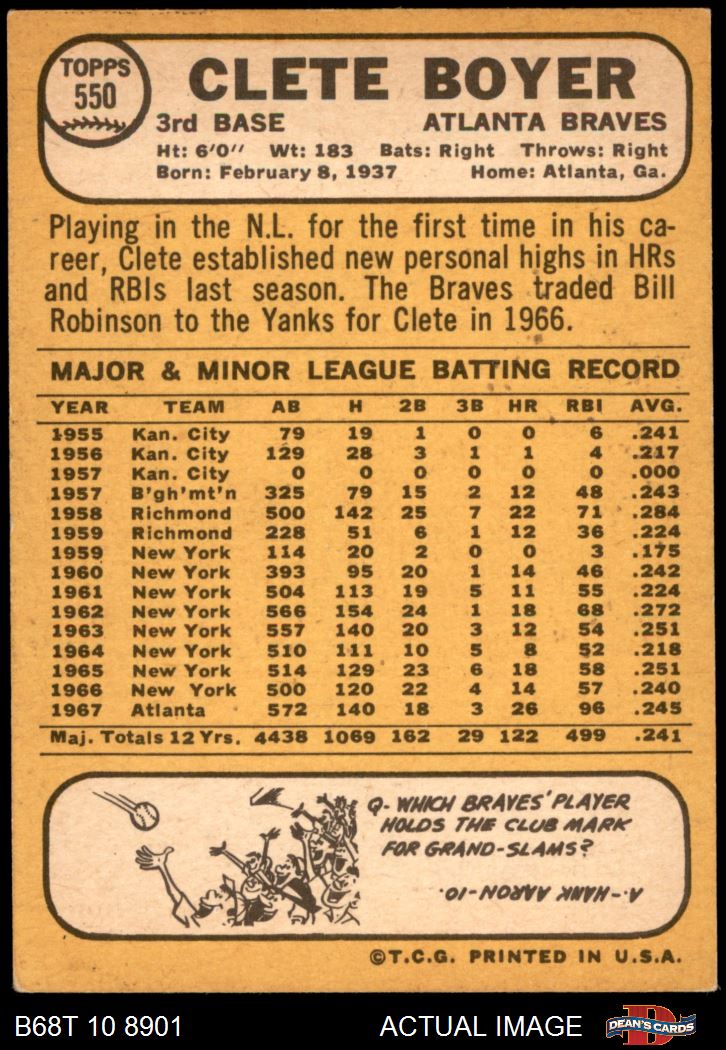 TOPPS
550
CLETE BOYER
3rd BASE ATLANTA BRAVES
Ht: 6'0" Wt: 183 Bats: Right Throws: Right
Born: February 8, 1937 Home: Atlanta, Ga.
Playing in the N.L. for the first time in his ca-
reer, Clete established new personal highs in HRs
and RBIs last season. The Braves traded Bill
Robinson to the Yanks for Clete in 1966.
MAJOR & MINOR LEAGUE BATTING RECORD
YEAR TEAM AB H 2B 3B HR RBI AVG.
1955 Kan. City 79 19 1 0 0 6 .241
1956 Kan. City 129 28 3 1 1 4 .217
1957 Kan. City 0 0 0 0 0 0 .000
1957 B'gh'mt'n 325 79 15 2 12 48 .243
1958 Richmond 500 142 25 7 22 71 .284
1959 Richmond 228 51 6 1 12 36 .224
1959 New York 114 20 2 0 0 3 .175
1960 New York 393 95 20 1 14 46 .242
1961 New York 504 113 19 5 11 55 .224
1962 New York 566 154 24 1 18 68 .272
1963 New York 557 140 20 3 12 54 .251
1964 New York 510 111 10 5 8 52 .218
1965 New York 514 129 23 6 18 58 .251
1966 New York 500 120 22 4 14 57 .240
1967 Atlanta 572 140 18 3 26 96 .245
Maj. Totals 12 Yrs. 4438 1069 162 29 122 499 .241
Q- WHICH BRAVES' PLAYER
HOLDS THE CLUB MARK
FOR GRAND-SLAMS?
A-HANK AARON-10.
©T.C.G. PRINTED IN U.S.A.
B68T 10 8901 ACTUAL IMAGE
D
DEAN'S CARDS